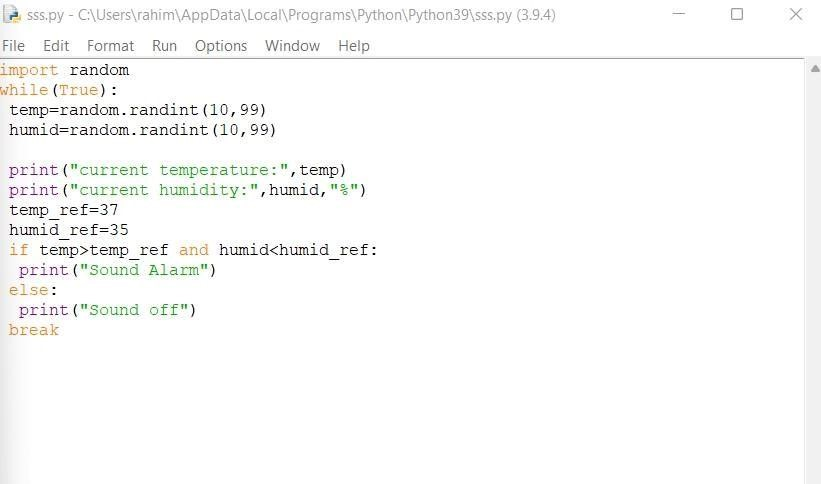 sss.py - C:\Users\rahim\AppData\Local\Programs\Python\Python39\sss.py (3.9.4)
File Edit Format Run Options Window Help
import random
while(True):
 temp=random.randint(10,99)
 humid=random.randint(10,99)

 print("current temperature:",temp)
 print("current humidity:",humid,"%")
 temp_ref=37
 humid_ref=35
 if temp>temp_ref and humid<humid_ref:
  print("Sound Alarm")
 else:
  print("Sound off")
 break